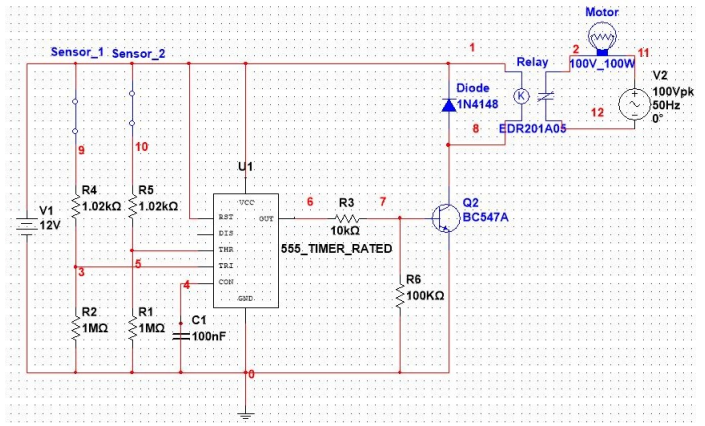 Motor
Sensor_1
Sensor_2
1
2
11
Relay
100V_100W
V2
100Vpk
50Hz
0°
Diode
1N4148
K
12
8
EDR201A05
9
10
U1
R4
1.02kΩ
R5
1.02kΩ
VCC
6
R3
7
Q2
BC547A
V1
12V
RST
OUT
10kΩ
DIS
555_TIMER_RATED
THR
3
5
TRI
4
CON
R6
100KΩ
GND
R2
1MΩ
R1
1MΩ
C1
100nF
0